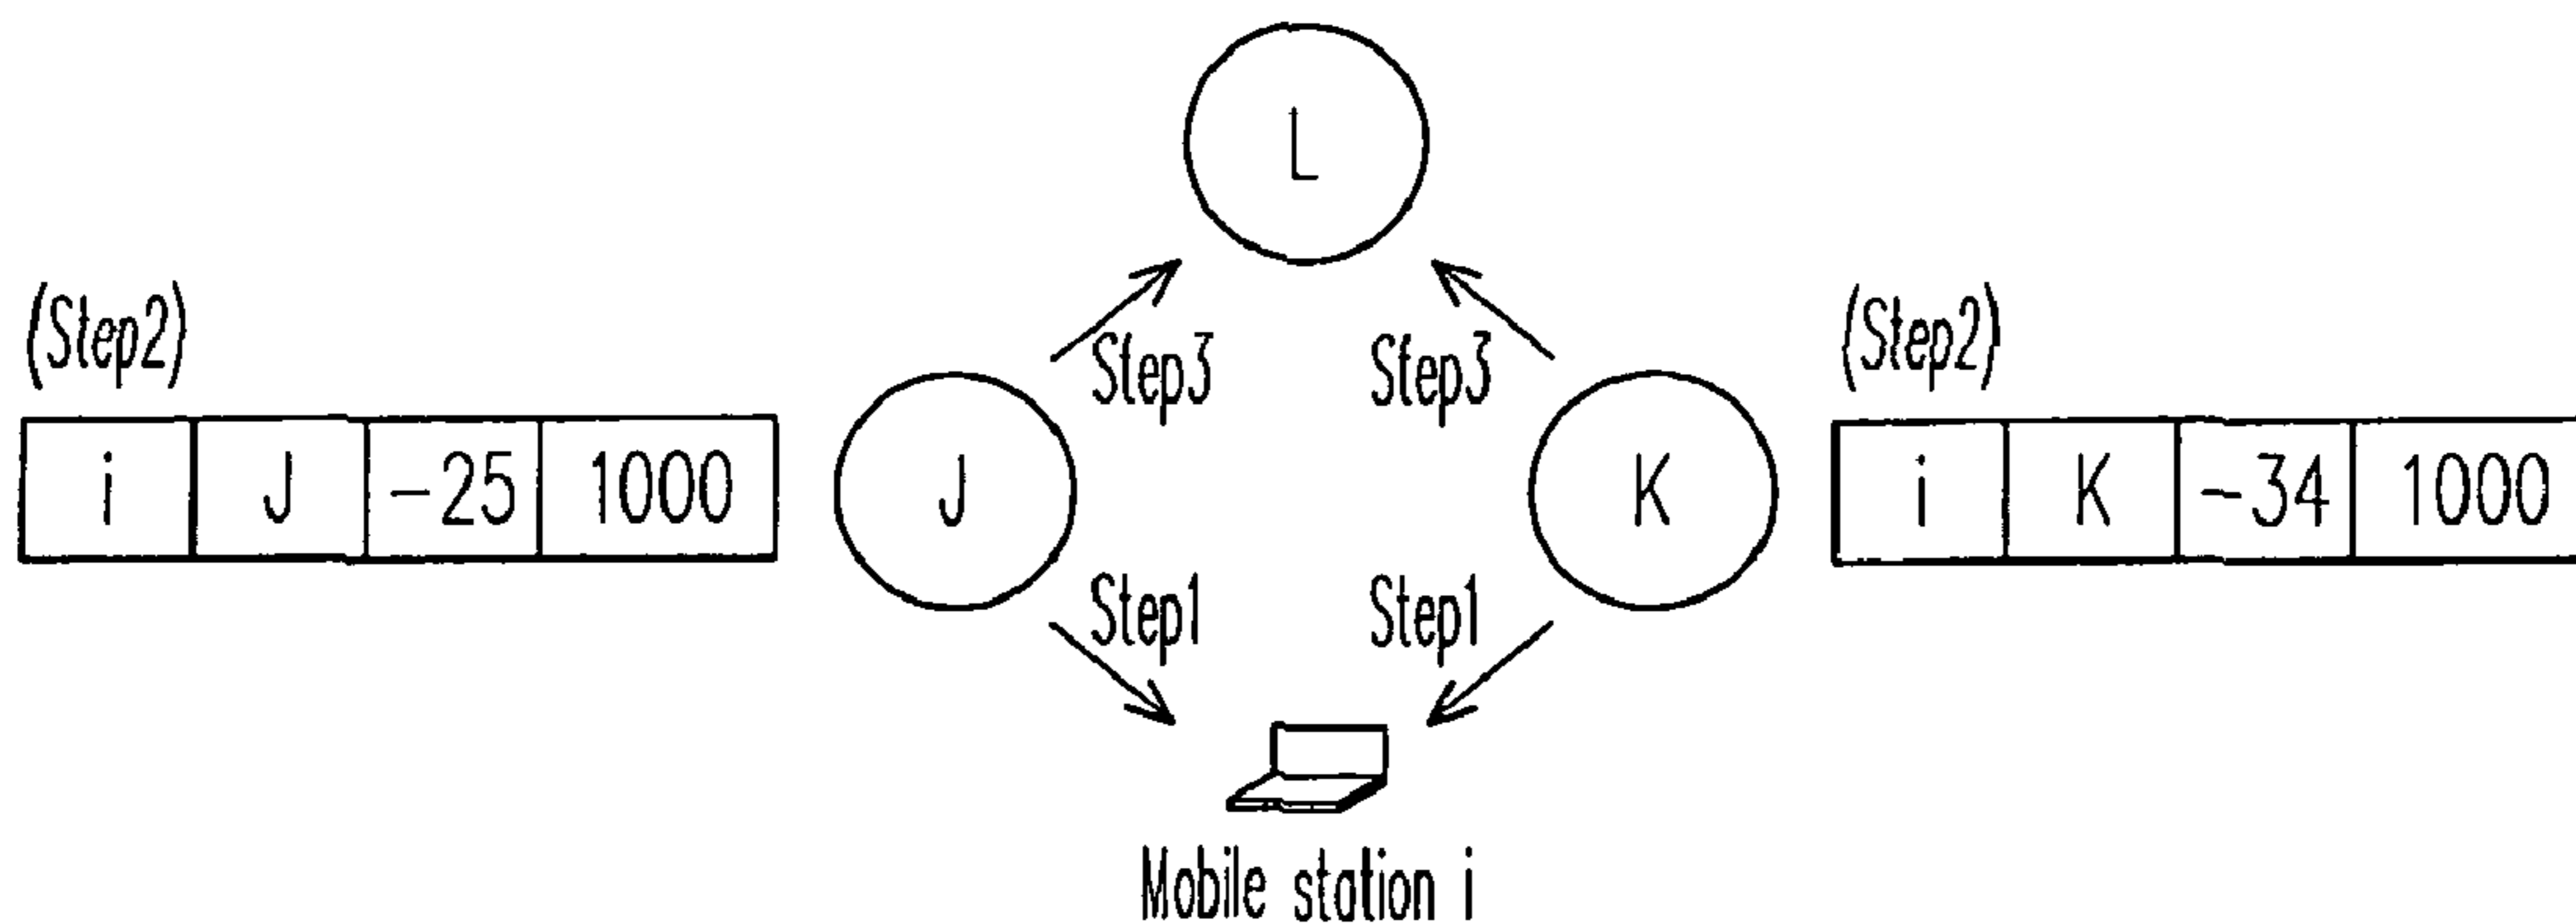 L
(Step2)
Step3
Step3
(Step2)
i J -25 1000
J
K
i K -34 1000
Step1
Step1
Mobile station i